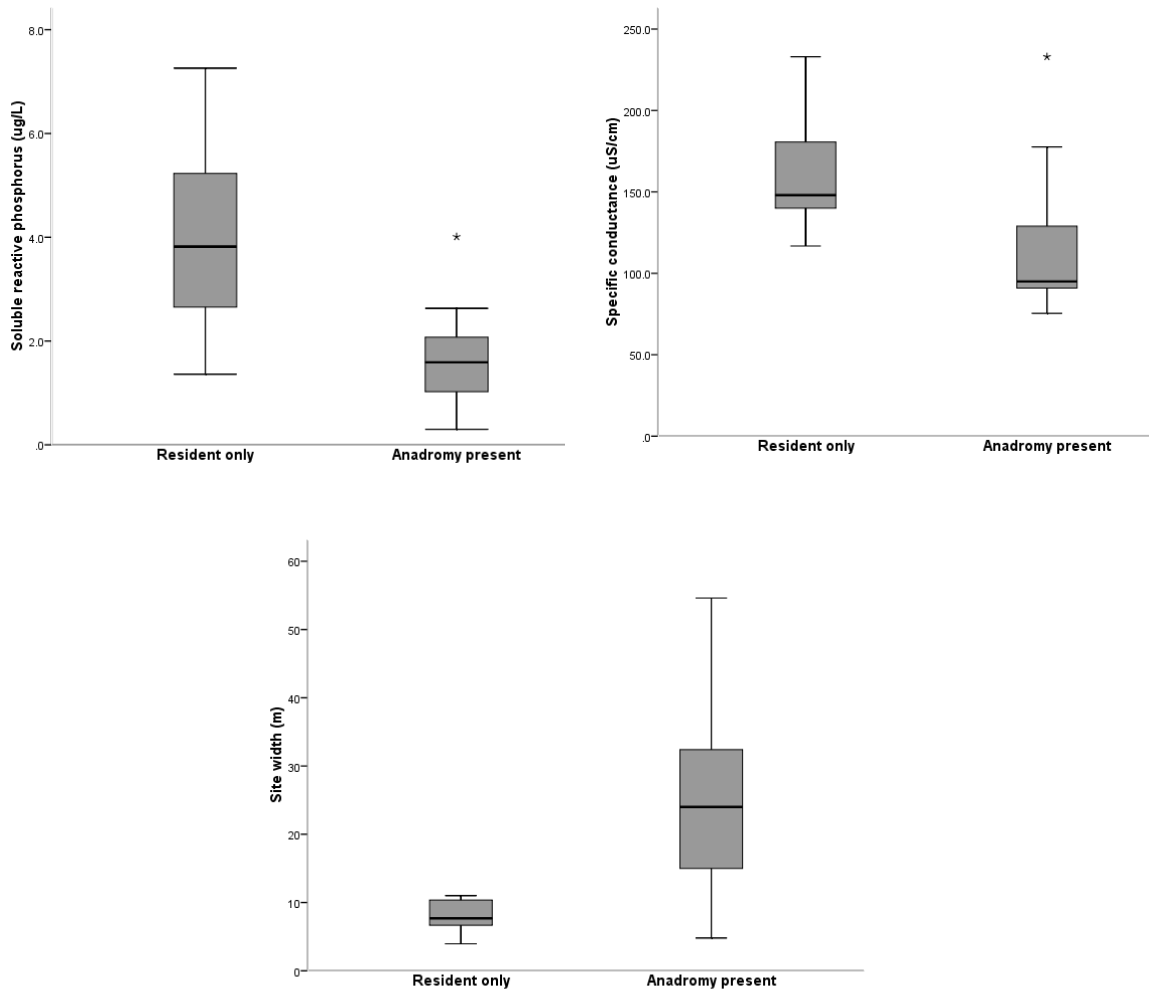 Soluble reactive phosphorus (ug/L)
8.0
6.0
4.0
2.0
.0
Resident only
Anadromy present
*
Specific conductance (uS/cm)
250.0
200.0
150.0
100.0
50.0
.0
Resident only
Anadromy present
*
Site width (m)
60
50
40
30
20
10
0
Resident only
Anadromy present